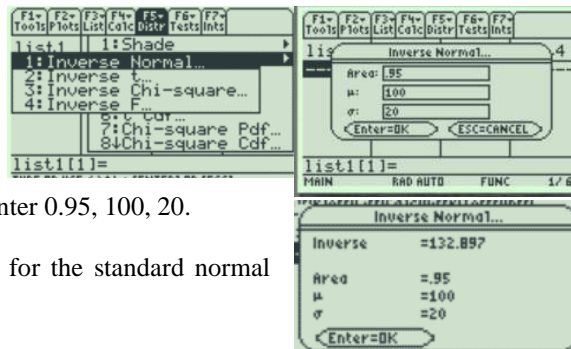 F1▾ F2▾ F3▾ F4▾ F5▾ F6▾ F7▾
Tools Plots List Calc Distr Tests Ints
list1 1:Shade
1:Inverse Normal…
2:Inverse t…
3:Inverse Chi-square…
4:Inverse F…
6:t Cdf…
7:Chi-square Pdf…
8↓Chi-square Cdf…
list1[1]=
F1▾ F2▾ F3▾ F4▾ F5▾ F6▾ F7▾
Tools Plots List Calc Distr Tests Ints
lis 4
Inverse Normal...
Area: .95
μ: 100
σ: 20
Enter=OK ESC=CANCEL
list1[1]=
MAIN RAD AUTO FUNC 1/6
nter 0.95, 100, 20.
for the standard normal
Inverse Normal...
Inverse =132.897
Area =.95
μ =100
σ =20
Enter=OK